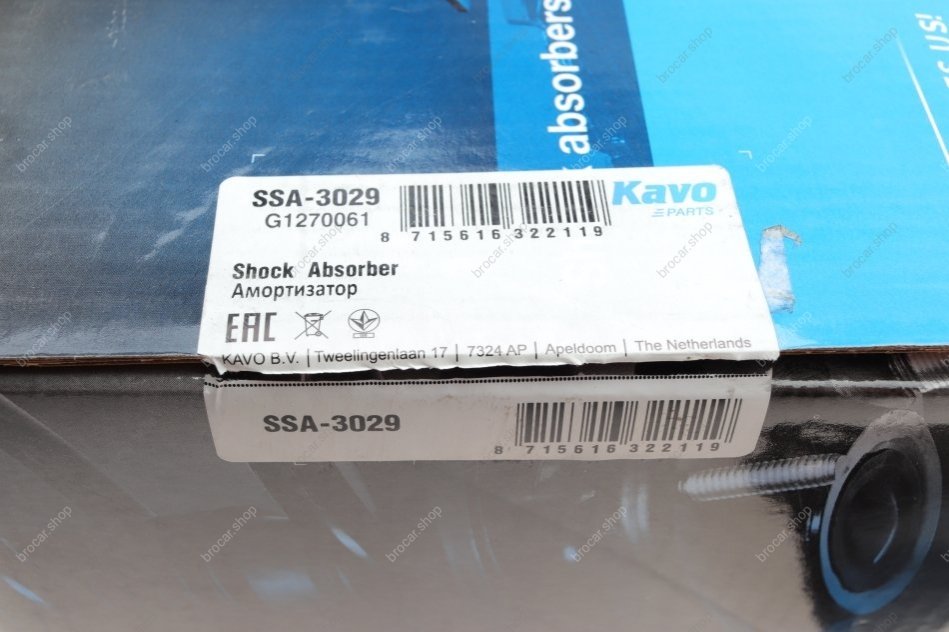 absorbers
SSA-3029
G1270061
8 715616 322119
Kavo
PARTS
Shock Absorber
Амортизатор
EAC
KAVO B.V. | Tweelingenlaan 17 | 7324 AP | Apeldoorn | The Netherlands
SSA-3029
8 715616 322119
brocar.shop